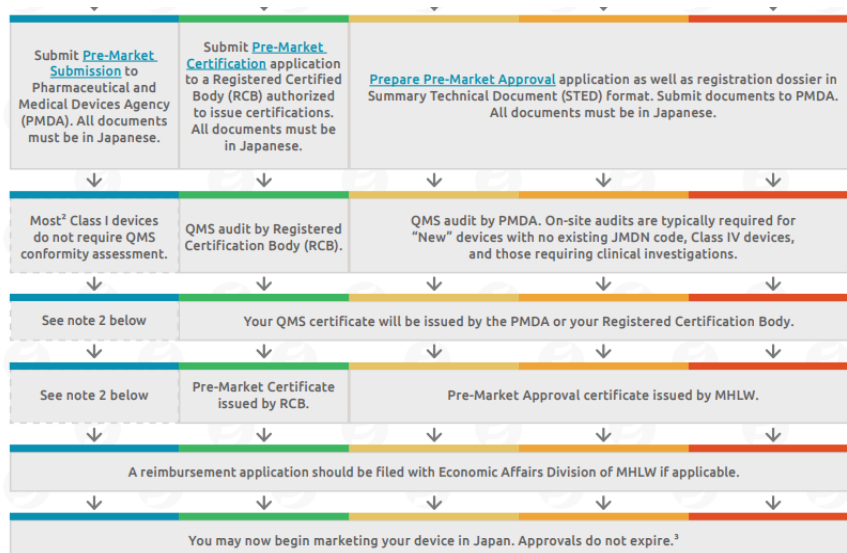 Submit Pre-Market
Submission to
Pharmaceutical and
Medical Devices Agency
(PMDA). All documents
must be in Japanese.
Submit Pre-Market
Certification application
to a Registered Certified
Body (RCB) authorized
to issue certifications.
All documents must be
in Japanese.
Prepare Pre-Market Approval application as well as registration dossier in
Summary Technical Document (STED) format. Submit documents to PMDA.
All documents must be in Japanese.
Most² Class I devices
do not require QMS
conformity assessment.
QMS audit by Registered
Certification Body (RCB).
QMS audit by PMDA. On-site audits are typically required for
“New” devices with no existing JMDN code, Class IV devices,
and those requiring clinical investigations.
See note 2 below
Your QMS certificate will be issued by the PMDA or your Registered Certification Body.
See note 2 below
Pre-Market Certificate
issued by RCB.
Pre-Market Approval certificate issued by MHLW.
A reimbursement application should be filed with Economic Affairs Division of MHLW if applicable.
You may now begin marketing your device in Japan. Approvals do not expire.³